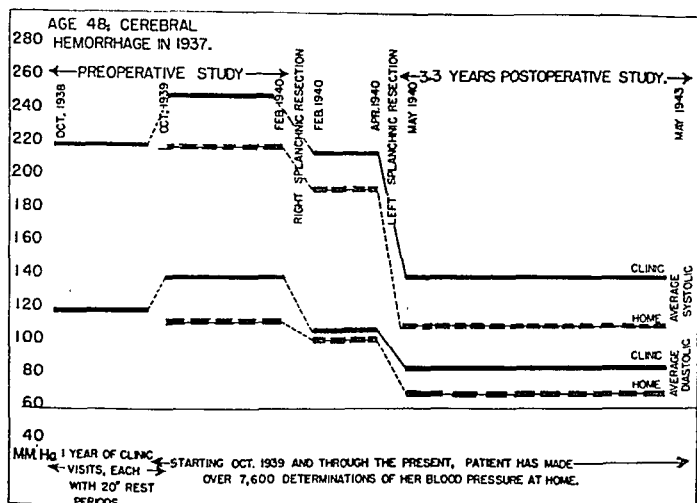 AGE 48; CEREBRAL
HEMORRHAGE IN 1937.
280
260
240
220
200
180
160
140
120
100
80
60
40
MM. Hg
PREOPERATIVE STUDY
3.3 YEARS POSTOPERATIVE STUDY.
OCT. 1938
OCT. 1939
FEB. 1940
RIGHT SPLANCHNIC RESECTION
FEB. 1940
APR. 1940
LEFT SPLANCHNIC RESECTION
MAY 1940
MAY 1943
CLINIC
HOME
AVERAGE SYSTOLIC
CLINIC
HOME
AVERAGE DIASTOLIC
1 YEAR OF CLINIC
VISITS, EACH
WITH 20" REST
PERIODS
STARTING OCT. 1939 AND THROUGH THE PRESENT, PATIENT HAS MADE
OVER 7,600 DETERMINATIONS OF HER BLOOD PRESSURE AT HOME.